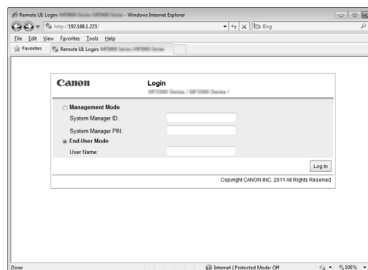 Remote UI: Login - Windows Internet Explorer
http://192.168.1.223/
Bing
File Edit View Favorites Tools Help
Favorites
Remote UI: Login
Canon
Login
Management Mode
System Manager ID:
System Manager PIN:
End-User Mode
User Name:
Log In
Copyright CANON INC. 2011 All Rights Reserved
Done
Internet | Protected Mode: Off
100%